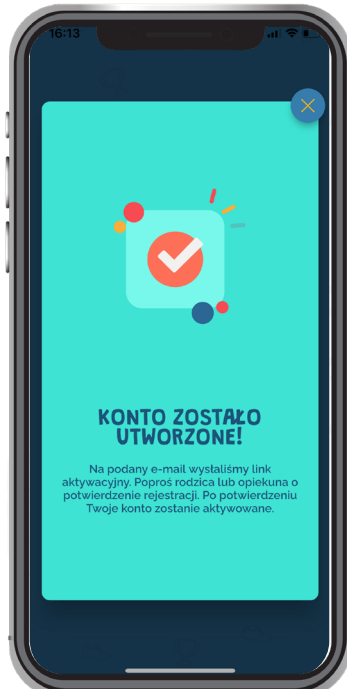 16:13
KONTO ZOSTAŁO
UTWORZONE!
Na podany e-mail wysłaliśmy link
aktywacyjny. Poproś rodzica lub opiekuna o
potwierdzenie rejestracji. Po potwierdzeniu
Twoje konto zostanie aktywowane.